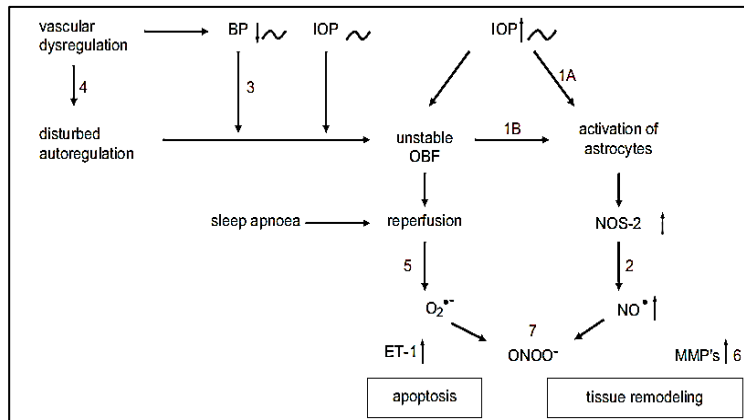 vascular
dysregulation
BP
IOP
IOP
4
3
1A
disturbed
autoregulation
unstable
OBF
1B
activation of
astrocytes
sleep apnoea
reperfusion
NOS-2
5
2
O₂•⁻
NO•
7
ET-1
ONOO⁻
MMP's
6
apoptosis
tissue remodeling